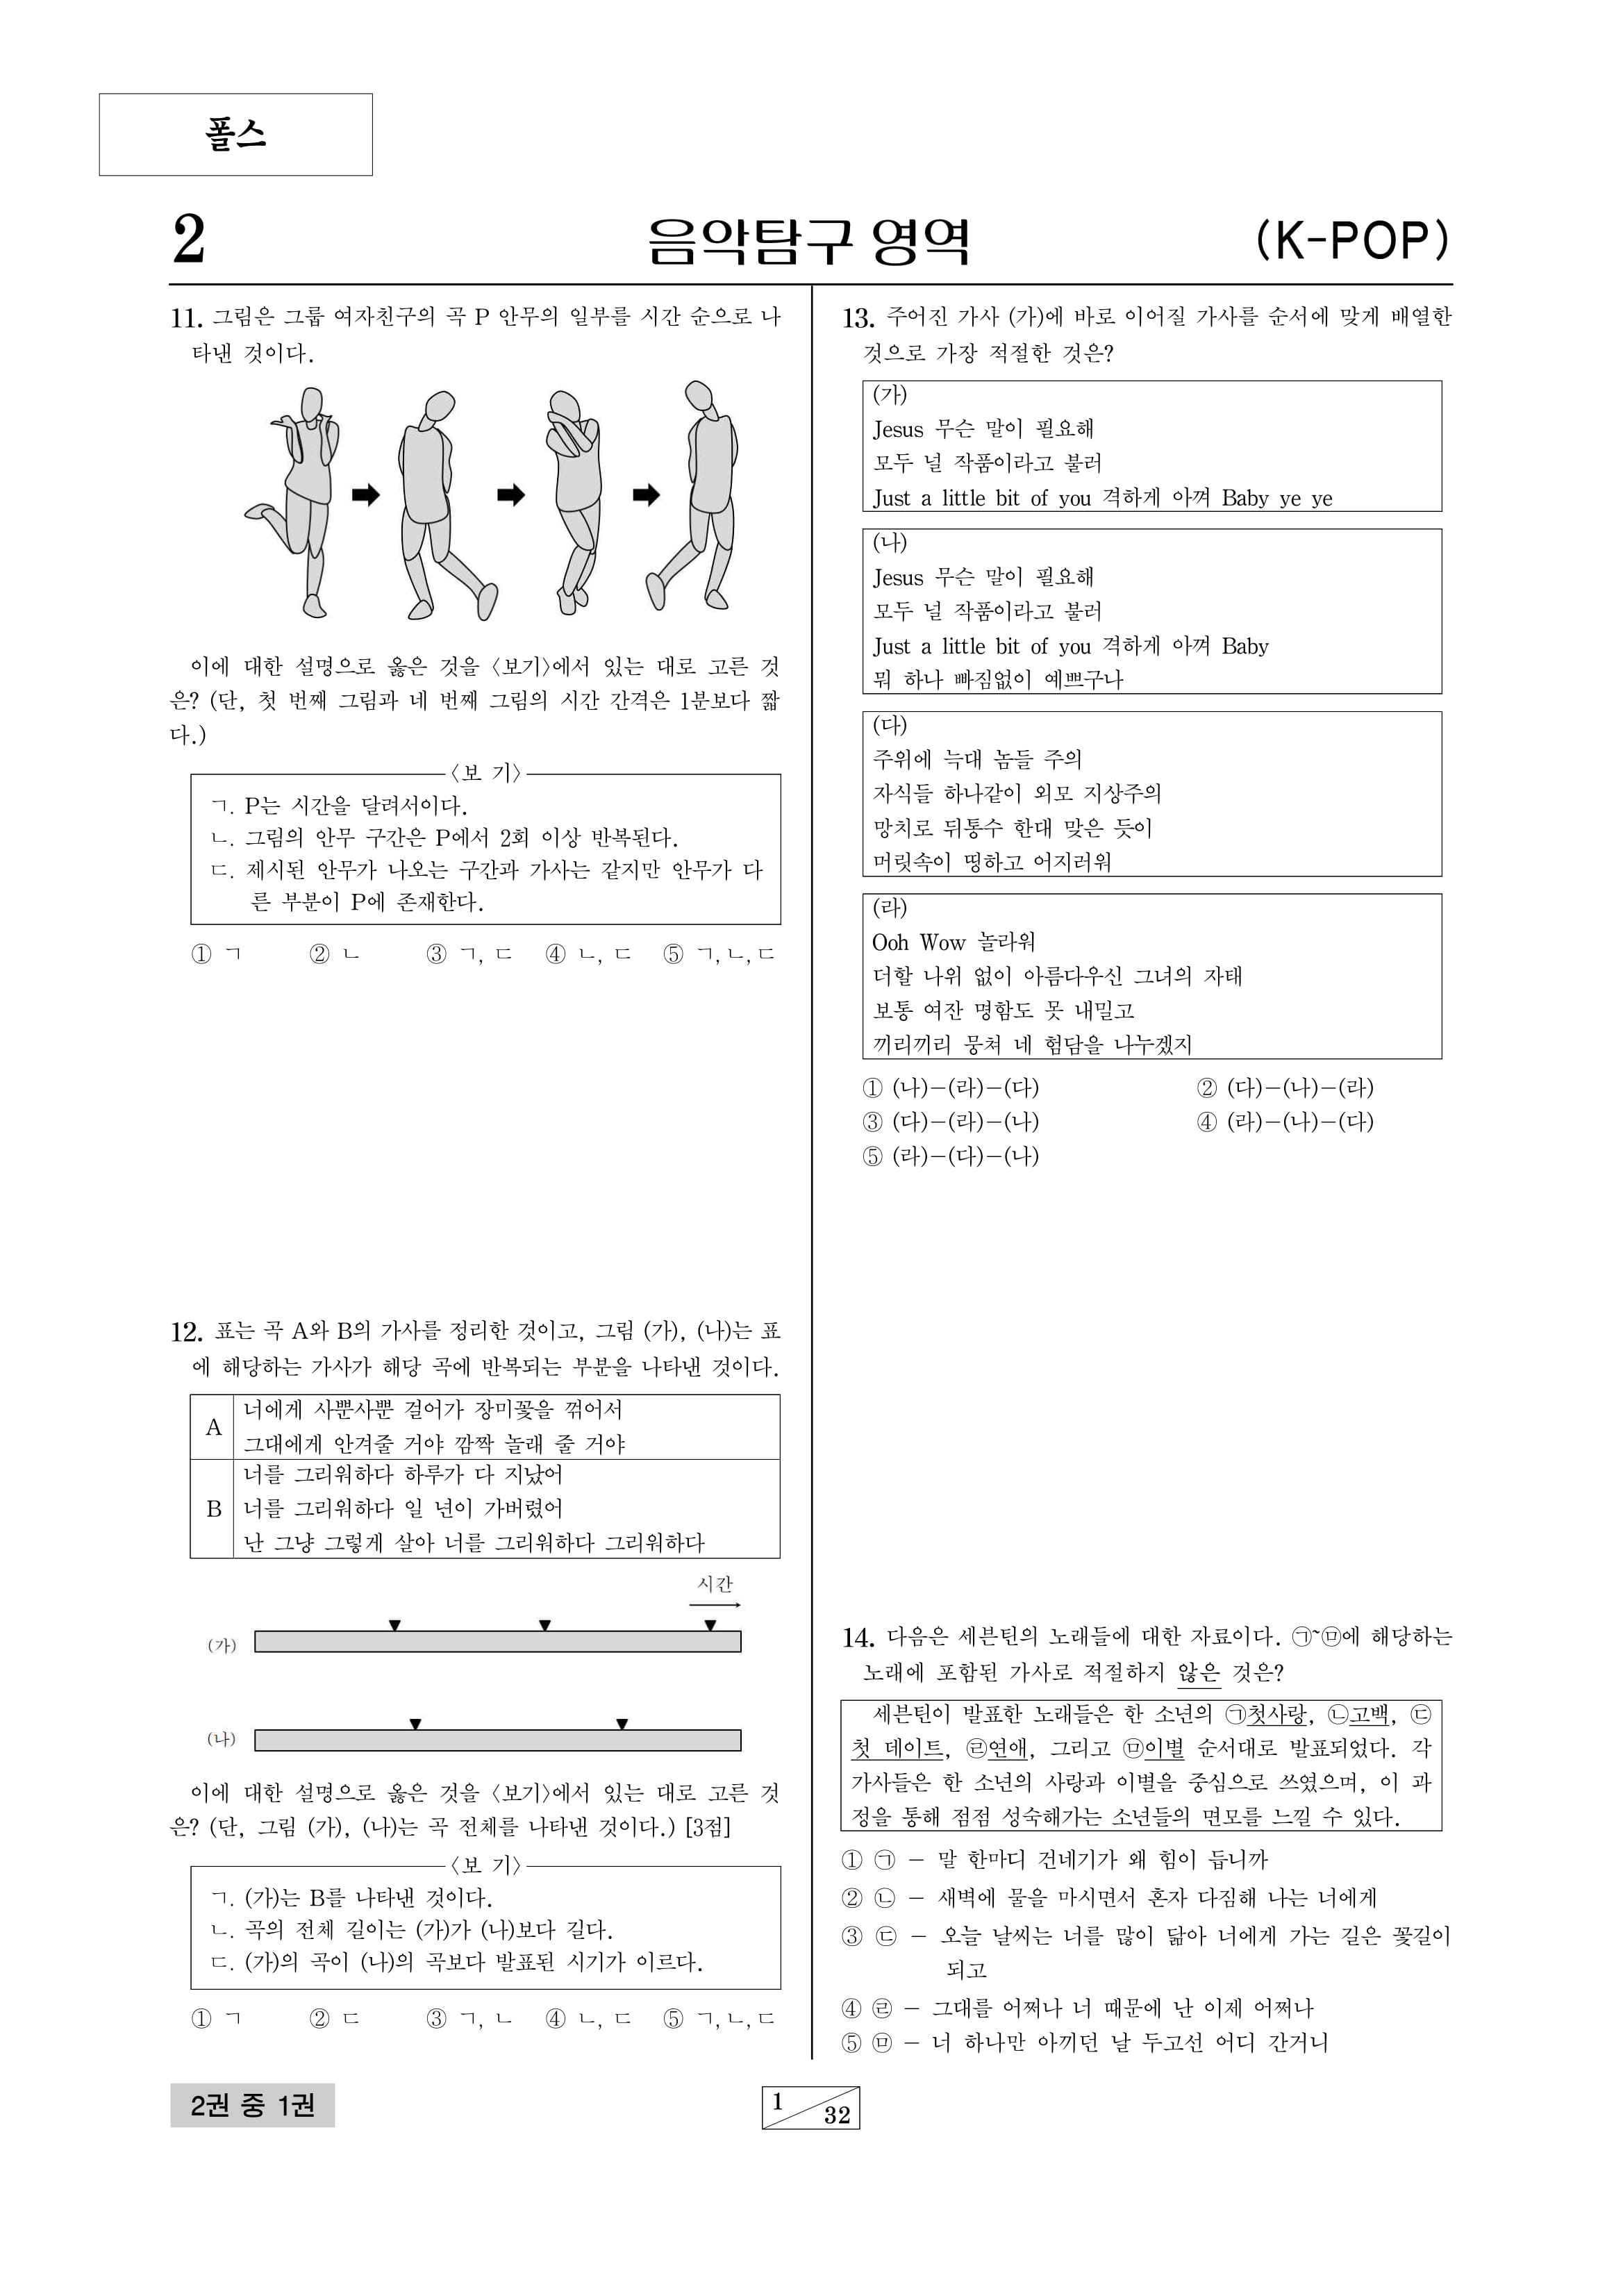 폴스
2
음악탐구 영역
(K-POP)
11. 그림은 그룹 여자친구의 곡 P 안무의 일부를 시간 순으로 나
타낸 것이다.
이에 대한 설명으로 옳은 것을 <보기>에서 있는 대로 고른 것
은? (단, 첫 번째 그림과 네 번째 그림의 시간 간격은 1분보다 짧
다.)
<보 기>
ㄱ. P는 시간을 달려서이다.
ㄴ. 그림의 안무 구간은 P에서 2회 이상 반복된다.
ㄷ. 제시된 안무가 나오는 구간과 가사는 같지만 안무가 다
른 부분이 P에 존재한다.
① ㄱ ② ㄴ ③ ㄱ, ㄷ ④ ㄴ, ㄷ ⑤ ㄱ,ㄴ,ㄷ
12. 표는 곡 A와 B의 가사를 정리한 것이고, 그림 (가), (나)는 표
에 해당하는 가사가 해당 곡에 반복되는 부분을 나타낸 것이다.
A
너에게 사뿐사뿐 걸어가 장미꽃을 꺾어서
그대에게 안겨줄 거야 깜짝 놀래 줄 거야
B
너를 그리워하다 하루가 다 지났어
너를 그리워하다 일 년이 가버렸어
난 그냥 그렇게 살아 너를 그리워하다 그리워하다
시간
(가)
(나)
이에 대한 설명으로 옳은 것을 <보기>에서 있는 대로 고른 것
은? (단, 그림 (가), (나)는 곡 전체를 나타낸 것이다.) [3점]
<보 기>
ㄱ. (가)는 B를 나타낸 것이다.
ㄴ. 곡의 전체 길이는 (가)가 (나)보다 길다.
ㄷ. (가)의 곡이 (나)의 곡보다 발표된 시기가 이르다.
① ㄱ ② ㄷ ③ ㄱ, ㄴ ④ ㄴ, ㄷ ⑤ ㄱ,ㄴ,ㄷ
13. 주어진 가사 (가)에 바로 이어질 가사를 순서에 맞게 배열한
것으로 가장 적절한 것은?
(가)
Jesus 무슨 말이 필요해
모두 널 작품이라고 불러
Just a little bit of you 격하게 아껴 Baby ye ye
(나)
Jesus 무슨 말이 필요해
모두 널 작품이라고 불러
Just a little bit of you 격하게 아껴 Baby
뭐 하나 빠짐없이 예쁘구나
(다)
주위에 늑대 놈들 주의
자식들 하나같이 외모 지상주의
망치로 뒤통수 한대 맞은 듯이
머릿속이 띵하고 어지러워
(라)
Ooh Wow 놀라워
더할 나위 없이 아름다우신 그녀의 자태
보통 여잔 명함도 못 내밀고
끼리끼리 뭉쳐 네 험담을 나누겠지
① (나)-(라)-(다) ② (다)-(나)-(라)
③ (다)-(라)-(나) ④ (라)-(나)-(다)
⑤ (라)-(다)-(나)
14. 다음은 세븐틴의 노래들에 대한 자료이다. ㉠~㉤에 해당하는
노래에 포함된 가사로 적절하지 않은 것은?
세븐틴이 발표한 노래들은 한 소년의 ㉠첫사랑, ㉡고백, ㉢
첫 데이트, ㉣연애, 그리고 ㉤이별 순서대로 발표되었다. 각
가사들은 한 소년의 사랑과 이별을 중심으로 쓰였으며, 이 과
정을 통해 점점 성숙해가는 소년들의 면모를 느낄 수 있다.
① ㉠ - 말 한마디 건네기가 왜 힘이 듭니까
② ㉡ - 새벽에 물을 마시면서 혼자 다짐해 나는 너에게
③ ㉢ - 오늘 날씨는 너를 많이 닮아 너에게 가는 길은 꽃길이
되고
④ ㉣ - 그대를 어쩌나 너 때문에 난 이제 어쩌나
⑤ ㉤ - 너 하나만 아끼던 날 두고선 어디 간거니
2권 중 1권
1
32